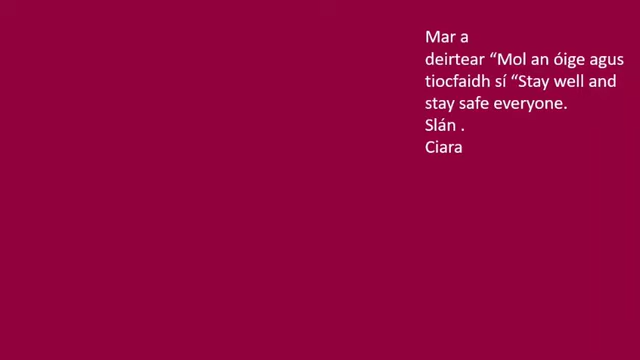 Mar a
deirtear “Mol an óige agus
tiocfaidh sí “Stay well and
stay safe everyone.
Slán .
Ciara